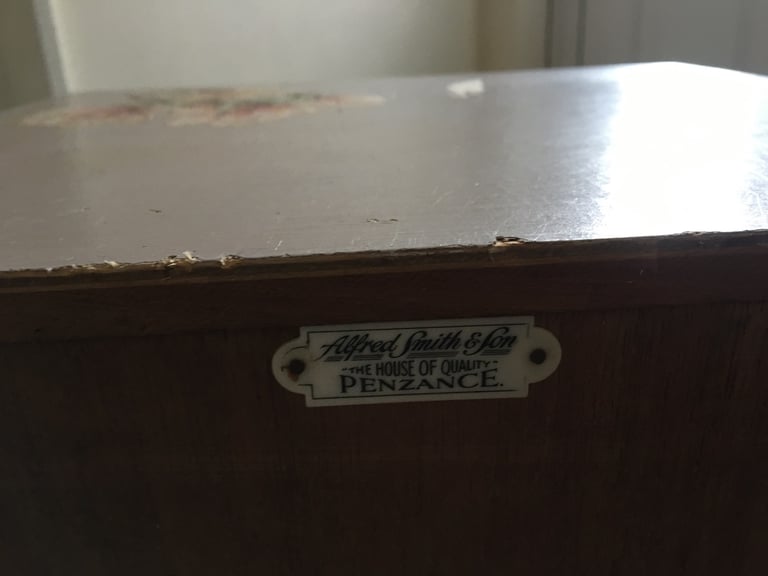 Alfred Smith & Son
"THE HOUSE OF QUALITY"
PENZANCE.